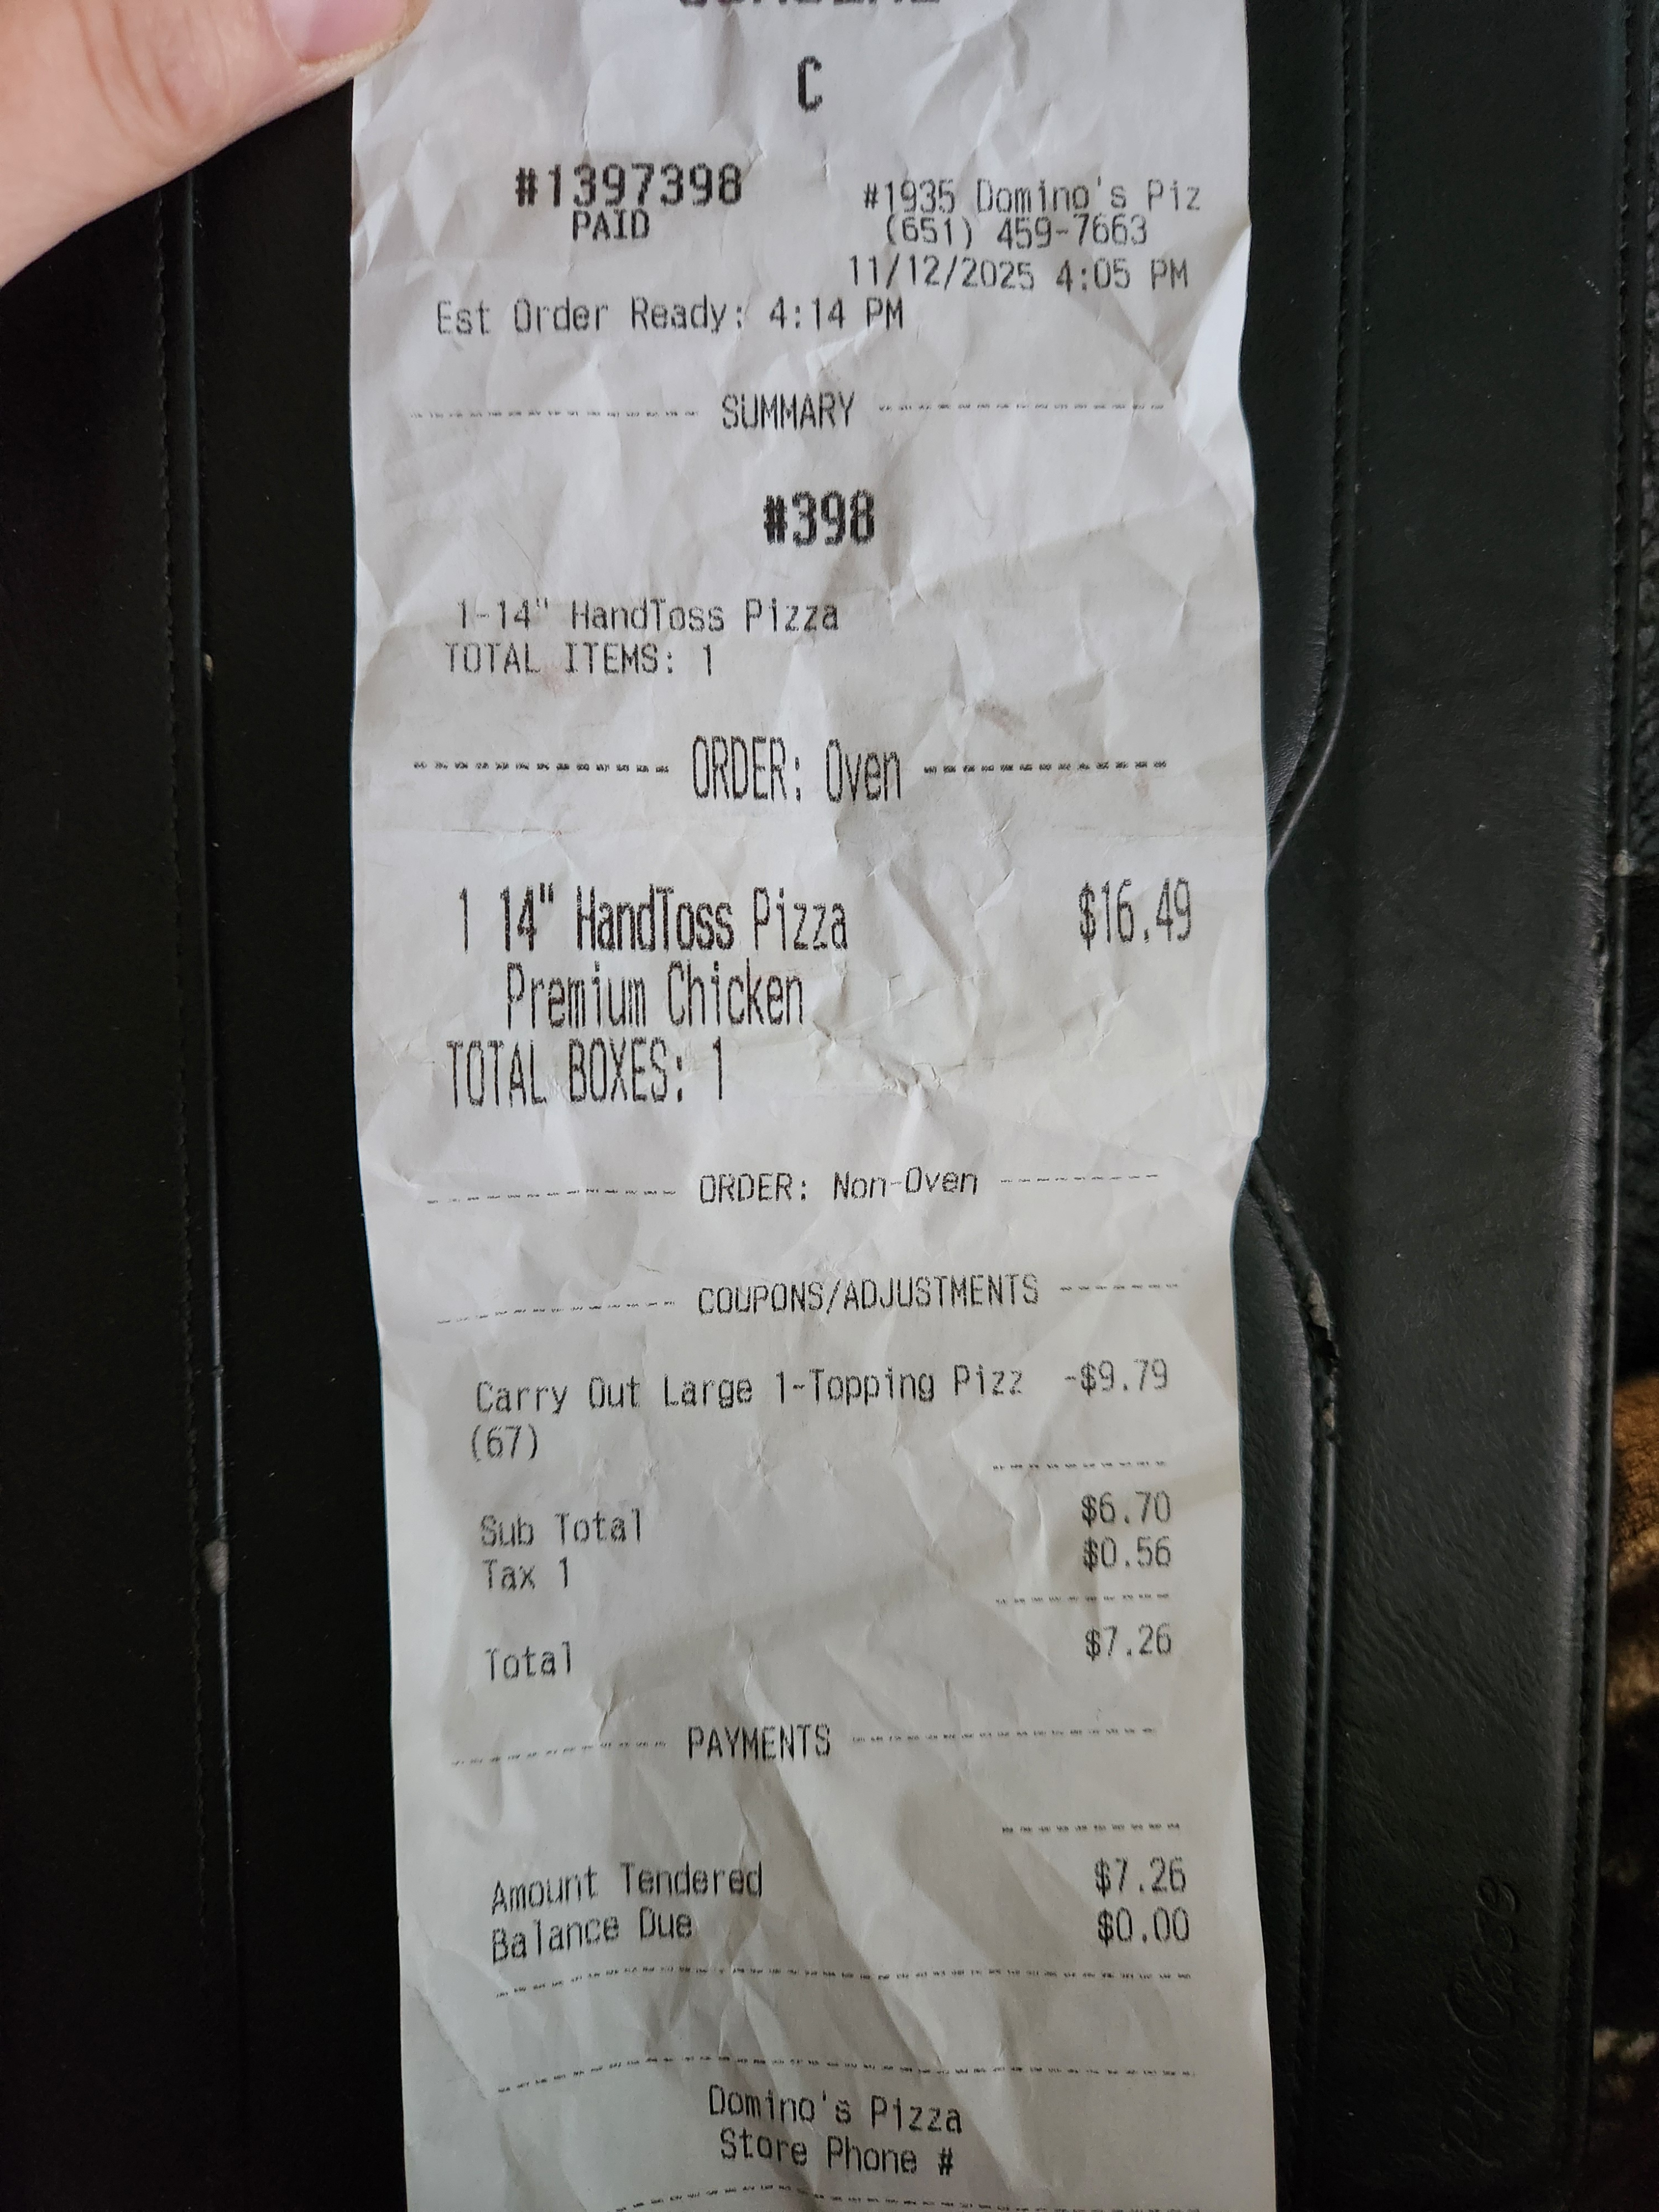 C
#1397398
PAID
#1935 Domino's Piz
(651) 459-7663
11/12/2025 4:05 PM
Est Order Ready: 4:14 PM
SUMMARY
#398
1-14" HandToss Pizza
TOTAL ITEMS: 1
ORDER: Oven
1 14" HandToss Pizza $16.49
Premium Chicken
TOTAL BOXES: 1
ORDER: Non-Oven
COUPONS/ADJUSTMENTS
Carry Out Large 1-Topping Pizz -$9.79
(67)
Sub Total $6.70
Tax 1 $0.56
Total $7.26
PAYMENTS
Amount Tendered $7.26
Balance Due $0.00
Domino's Pizza
Store Phone #